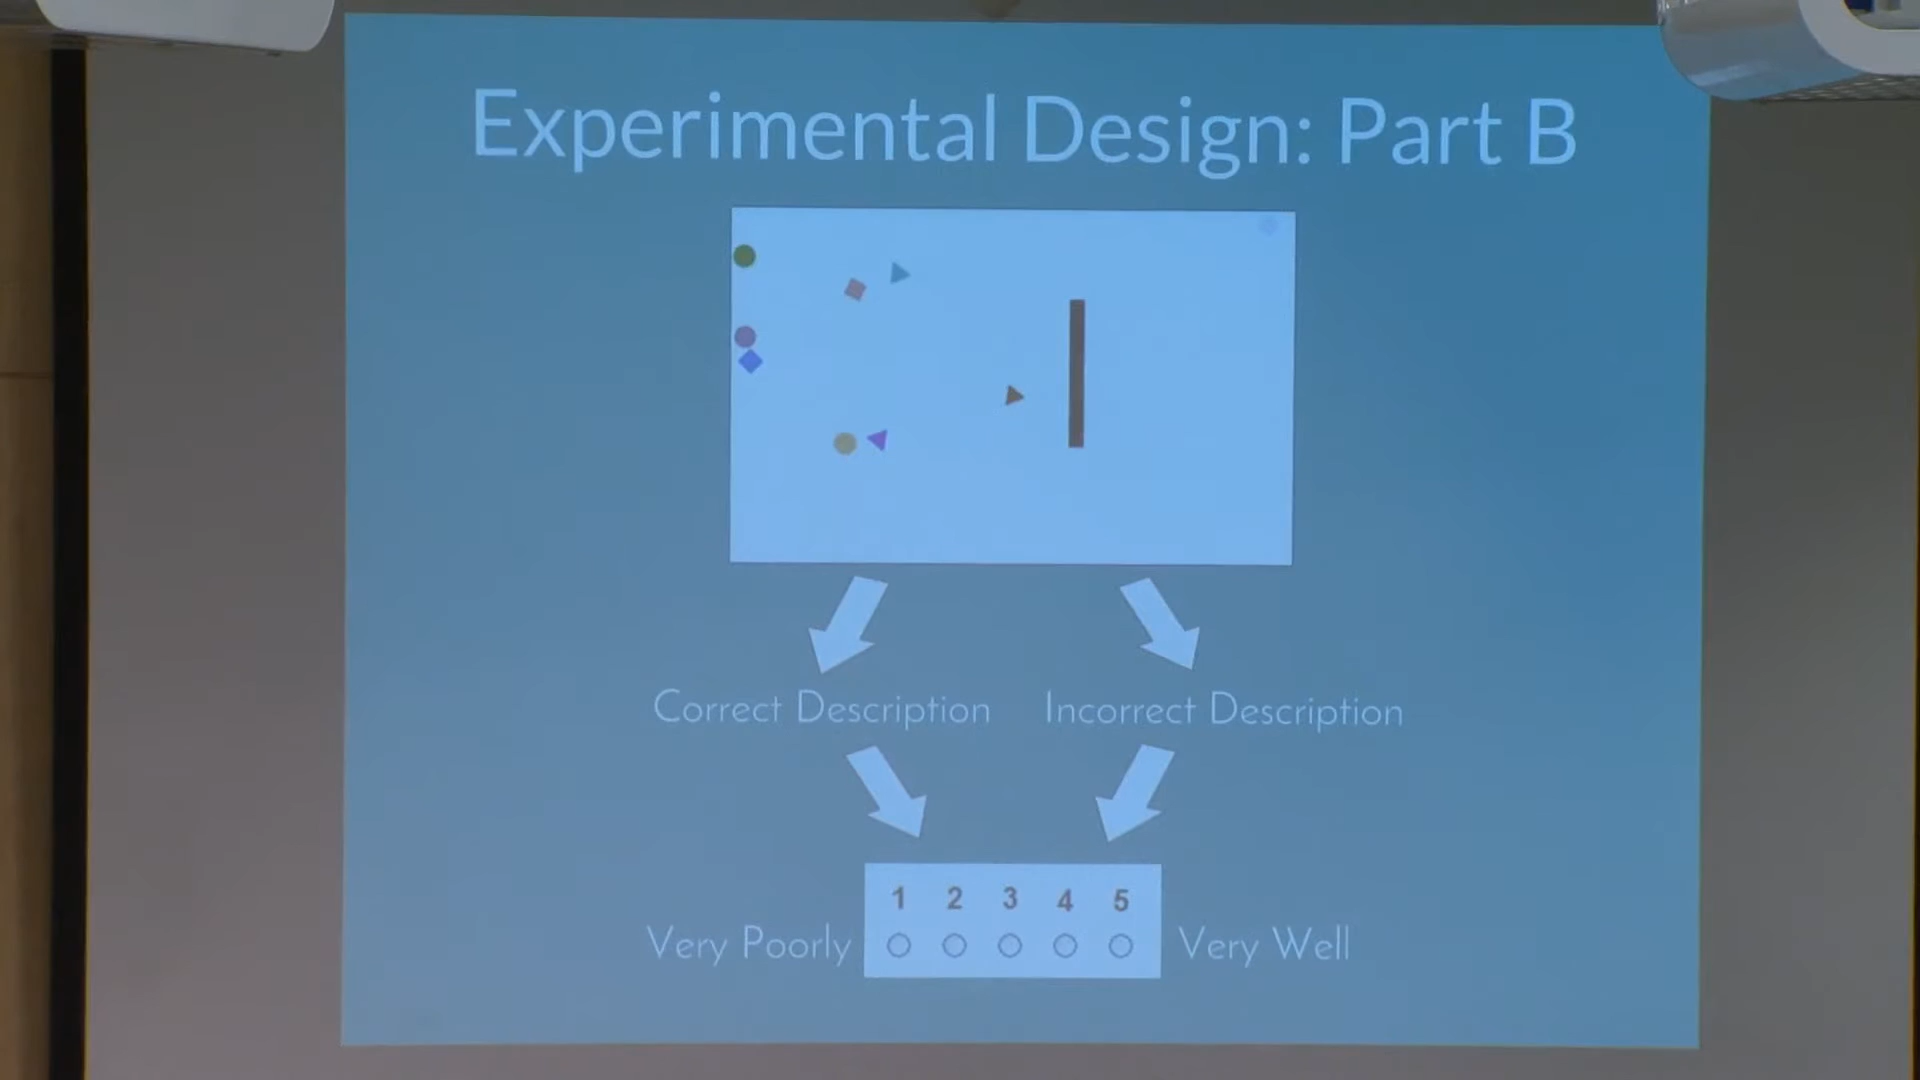 Experimental Design: Part B
Correct Description
Incorrect Description
1 2 3 4 5
Very Poorly
Very Well